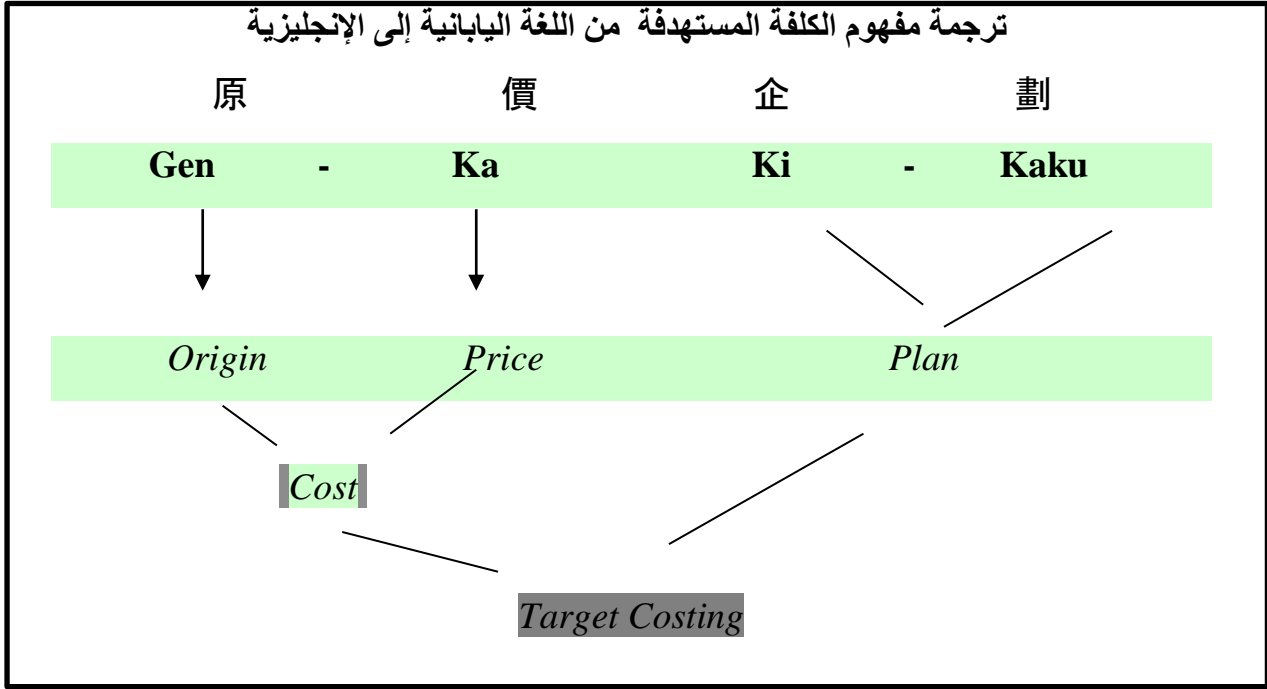 ترجمة مفهوم الكلفة المستهدفة من اللغة اليابانية إلى الإنجليزية
原 價 企 劃
Gen - Ka Ki - Kaku
Origin Price Plan
Cost
Target Costing